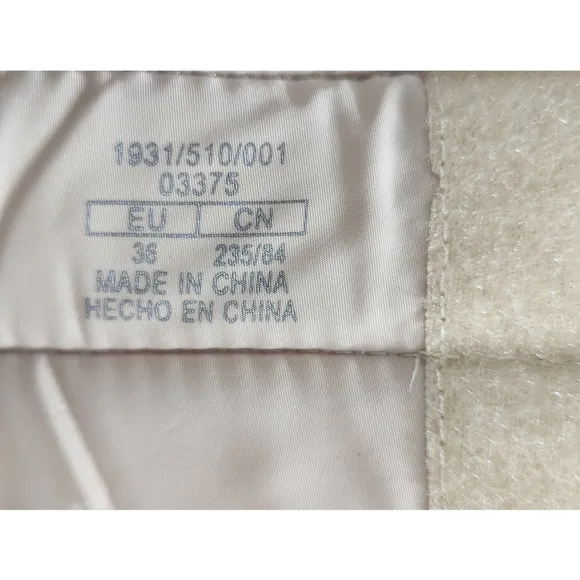 1931/510/001
03375
EU CN
36 235/84
MADE IN CHINA
HECHO EN CHINA